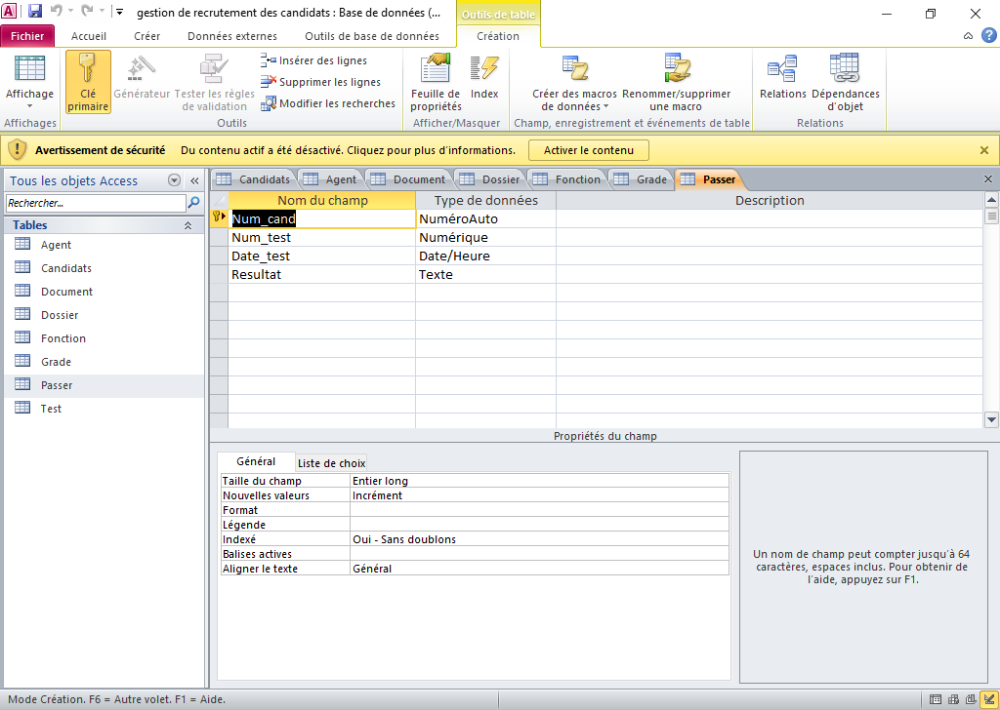 A
gestion de recrutement des candidats : Base de données (...
Outils de table
Fichier
Accueil
Créer
Données externes
Outils de base de données
Création
Affichage
Clé primaire
Générateur
Tester les règles de validation
Insérer des lignes
Supprimer les lignes
Modifier les recherches
Feuille de propriétés
Index
Créer des macros de données
Renommer/supprimer une macro
Relations
Dépendances d'objet
Affichages
Outils
Afficher/Masquer
Champ, enregistrement et événements de table
Relations
Avertissement de sécurité
Du contenu actif a été désactivé. Cliquez pour plus d'informations.
Activer le contenu
Tous les objets Access
Rechercher...
Tables
Agent
Candidats
Document
Dossier
Fonction
Grade
Passer
Test
Candidats
Agent
Document
Dossier
Fonction
Grade
Passer
Nom du champ
Type de données
Description
Num_cand
NuméroAuto
Num_test
Numérique
Date_test
Date/Heure
Resultat
Texte
Propriétés du champ
Général
Liste de choix
Taille du champ
Entier long
Nouvelles valeurs
Incrément
Format
Légende
Indexé
Oui - Sans doublons
Balises actives
Aligner le texte
Général
Un nom de champ peut compter jusqu'à 64
caractères, espaces inclus. Pour obtenir de
l'aide, appuyez sur F1.
Mode Création. F6 = Autre volet. F1 = Aide.